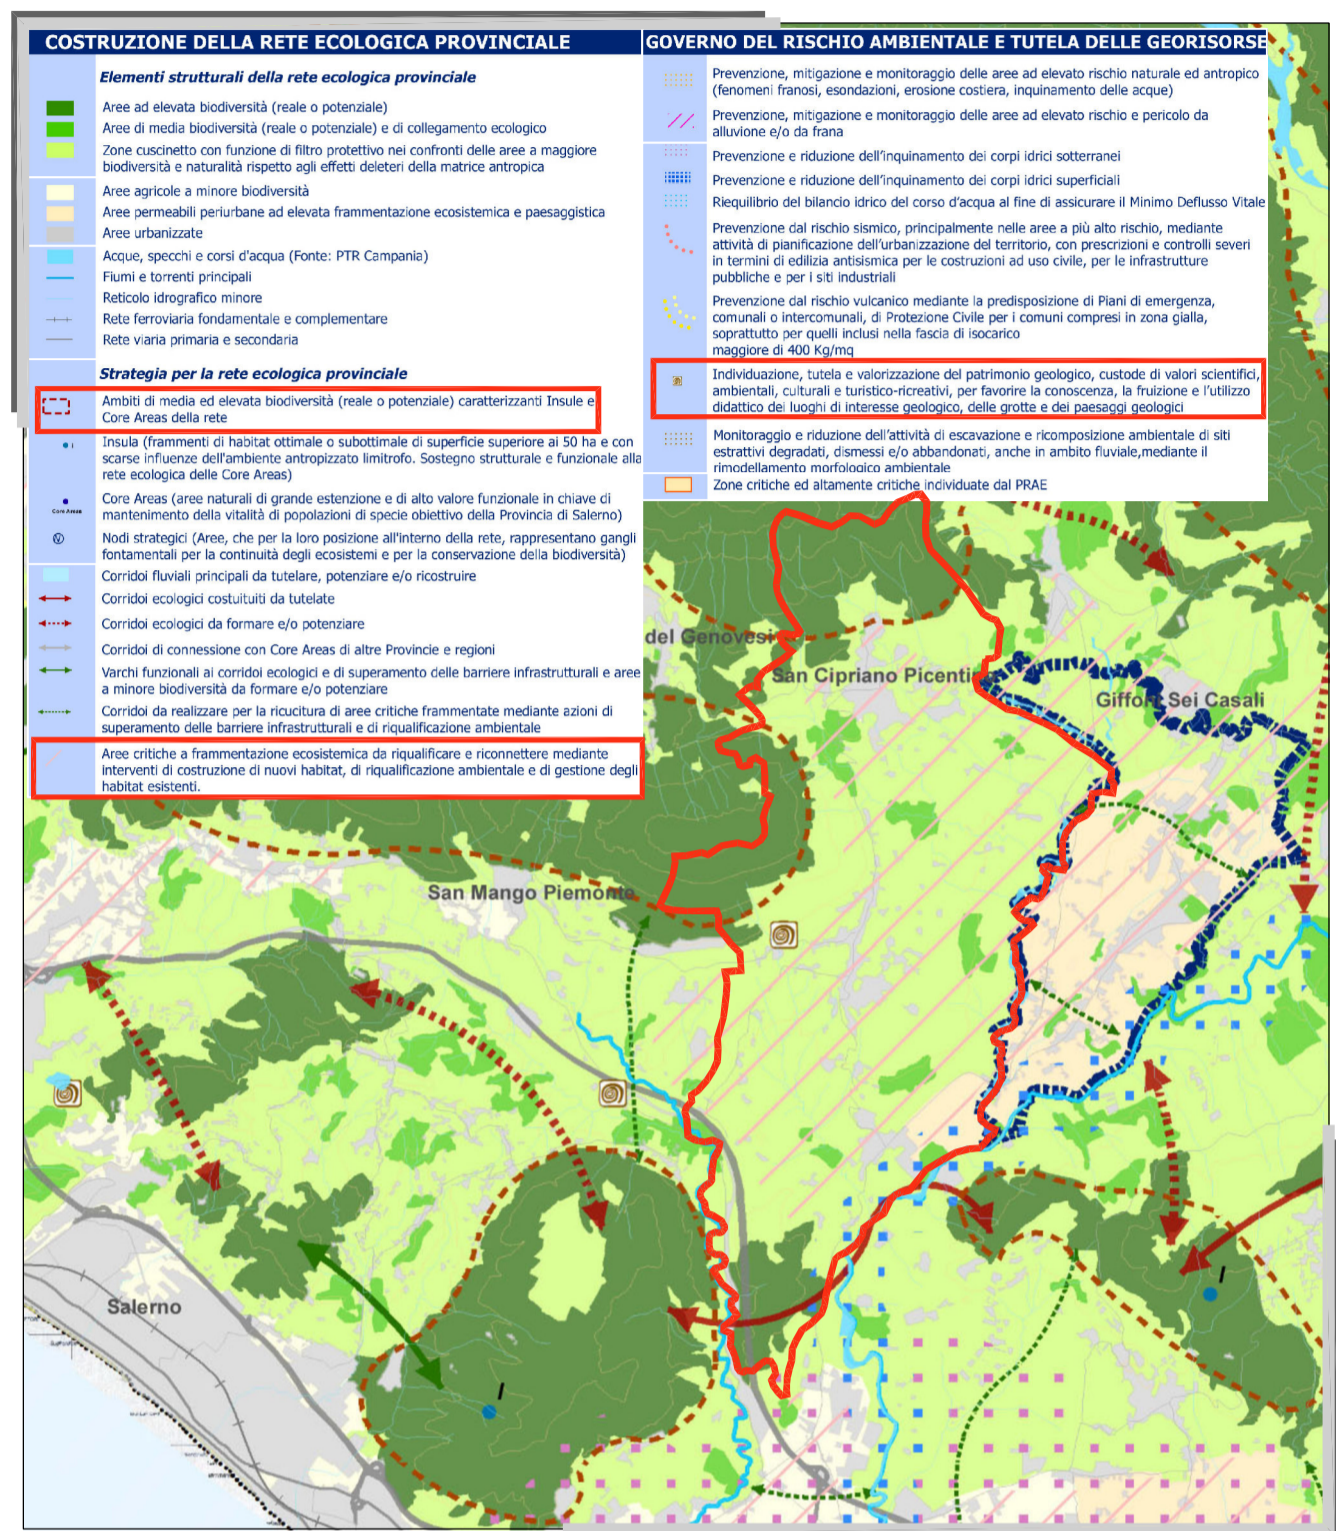 COSTRUZIONE DELLA RETE ECOLOGICA PROVINCIALE
Elementi strutturali della rete ecologica provinciale
Aree ad elevata biodiversità (reale o potenziale)
Aree di media biodiversità (reale o potenziale) e di collegamento ecologico
Zone cuscinetto con funzione di filtro protettivo nei confronti delle aree a maggiore
biodiversità e naturalità rispetto agli effetti deleteri della matrice antropica
Aree agricole a minore biodiversità
Aree permeabili periurbane ad elevata frammentazione ecosistemica e paesaggistica
Aree urbanizzate
Acque, specchi e corsi d'acqua (Fonte: PTR Campania)
Fiumi e torrenti principali
Reticolo idrografico minore
Rete ferroviaria fondamentale e complementare
Rete viaria primaria e secondaria
Strategia per la rete ecologica provinciale
Ambiti di media ed elevata biodiversità (reale o potenziale) caratterizzanti Insule e
Core Areas della rete
I
Insula (frammenti di habitat ottimale o subottimale di superficie superiore ai 50 ha e con
scarse influenze dell'ambiente antropizzato limitrofo. Sostegno strutturale e funzionale alla
rete ecologica delle Core Areas)
Core Areas
Core Areas (aree naturali di grande estenzione e di alto valore funzionale in chiave di
mantenimento della vitalità di popolazioni di specie obiettivo della Provincia di Salerno)
Nodi strategici (Aree, che per la loro posizione all'interno della rete, rappresentano gangli
fontamentali per la continuità degli ecosistemi e per la conservazione della biodiversità)
Corridoi fluviali principali da tutelare, potenziare e/o ricostruire
Corridoi ecologici costuituiti da tutelate
Corridoi ecologici da formare e/o potenziare
Corridoi di connessione con Core Areas di altre Provincie e regioni
Varchi funzionali ai corridoi ecologici e di superamento delle barriere infrastrutturali e aree
a minore biodiversità da formare e/o potenziare
Corridoi da realizzare per la ricucitura di aree critiche frammentate mediante azioni di
superamento delle barriere infrastrutturali e di riqualificazione ambientale
Aree critiche a frammentazione ecosistemica da riqualificare e riconnettere mediante
interventi di costruzione di nuovi habitat, di riqualificazione ambientale e di gestione degli
habitat esistenti.
GOVERNO DEL RISCHIO AMBIENTALE E TUTELA DELLE GEORISORSE
Prevenzione, mitigazione e monitoraggio delle aree ad elevato rischio naturale ed antropico
(fenomeni franosi, esondazioni, erosione costiera, inquinamento delle acque)
Prevenzione, mitigazione e monitoraggio delle aree ad elevato rischio e pericolo da
alluvione e/o da frana
Prevenzione e riduzione dell'inquinamento dei corpi idrici sotterranei
Prevenzione e riduzione dell'inquinamento dei corpi idrici superficiali
Riequilibrio del bilancio idrico del corso d'acqua al fine di assicurare il Minimo Deflusso Vitale
Prevenzione dal rischio sismico, principalmente nelle aree a più alto rischio, mediante
attività di pianificazione dell'urbanizzazione del territorio, con prescrizioni e controlli severi
in termini di edilizia antisismica per le costruzioni ad uso civile, per le infrastrutture
pubbliche e per i siti industriali
Prevenzione dal rischio vulcanico mediante la predisposizione di Piani di emergenza,
comunali o intercomunali, di Protezione Civile per i comuni compresi in zona gialla,
soprattutto per quelli inclusi nella fascia di isocarico
maggiore di 400 Kg/mq
Individuazione, tutela e valorizzazione del patrimonio geologico, custode di valori scientifici,
ambientali, culturali e turistico-ricreativi, per favorire la conoscenza, la fruizione e l'utilizzo
didattico dei luoghi di interesse geologico, delle grotte e dei paesaggi geologici
Monitoraggio e riduzione dell'attività di escavazione e ricomposizione ambientale di siti
estrattivi degradati, dismessi e/o abbandonati, anche in ambito fluviale,mediante il
rimodellamento morfologico ambientale
Zone critiche ed altamente critiche individuate dal PRAE
del Genovesi
San Cipriano Picentino
Giffoni Sei Casali
San Mango Piemonte
Salerno
I
I